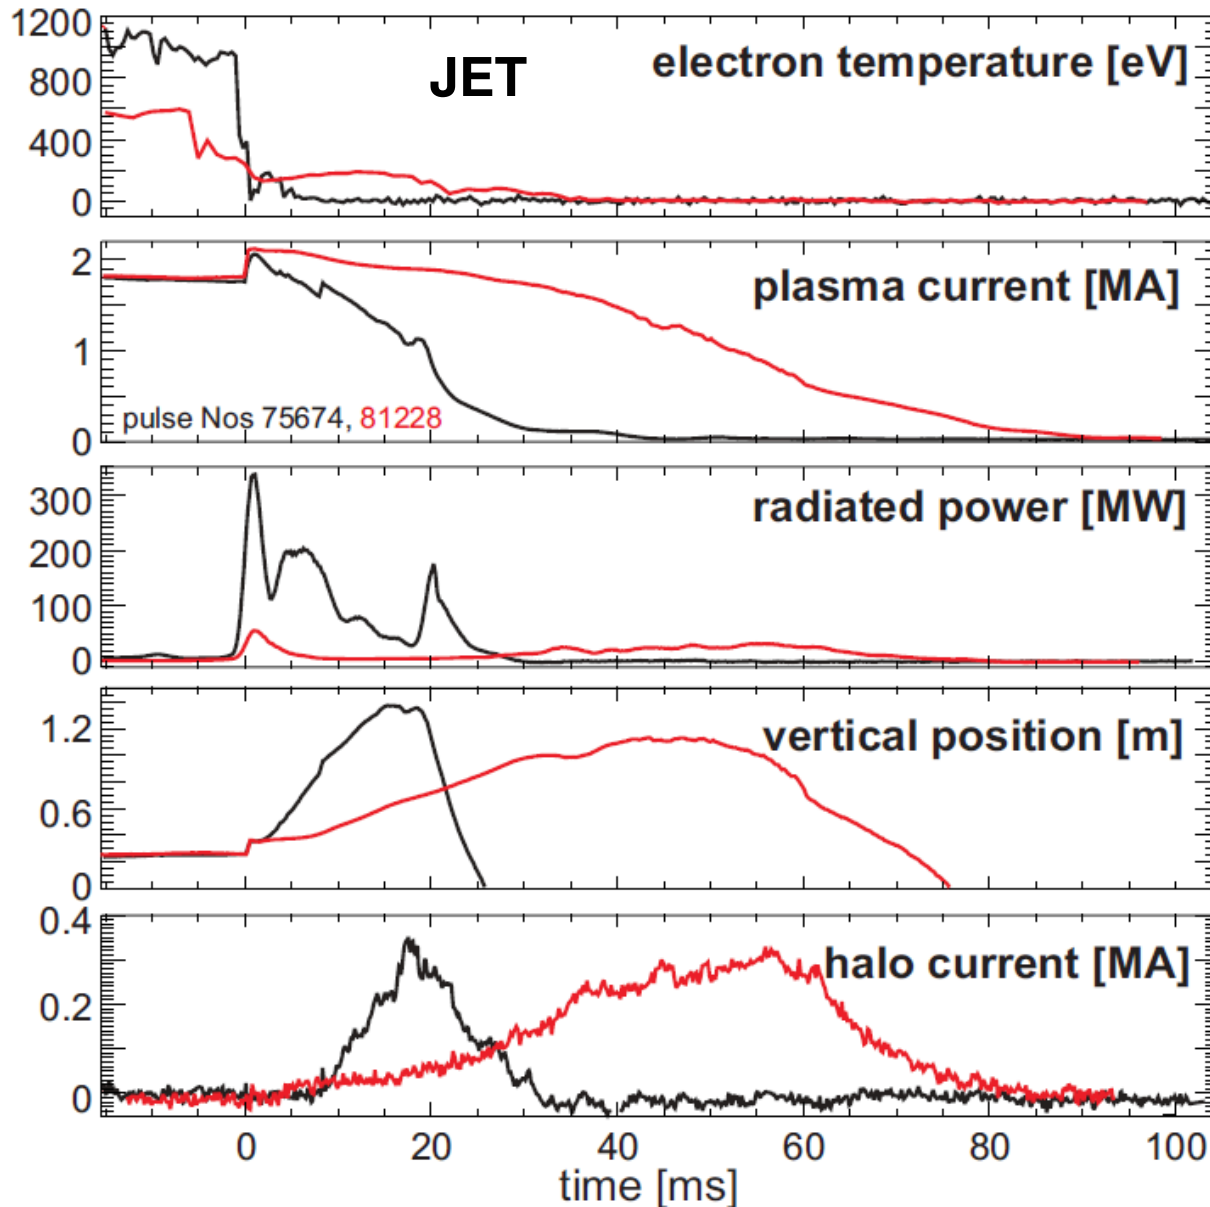 1200
JET
electron temperature [eV]
800
400
0
2
plasma current [MA]
1
pulse Nos 75674, 81228
0
300
radiated power [MW]
200
100
0
1.2
vertical position [m]
0.6
0
0.4
halo current [MA]
0.2
0
0 20 40 60 80 100
time [ms]